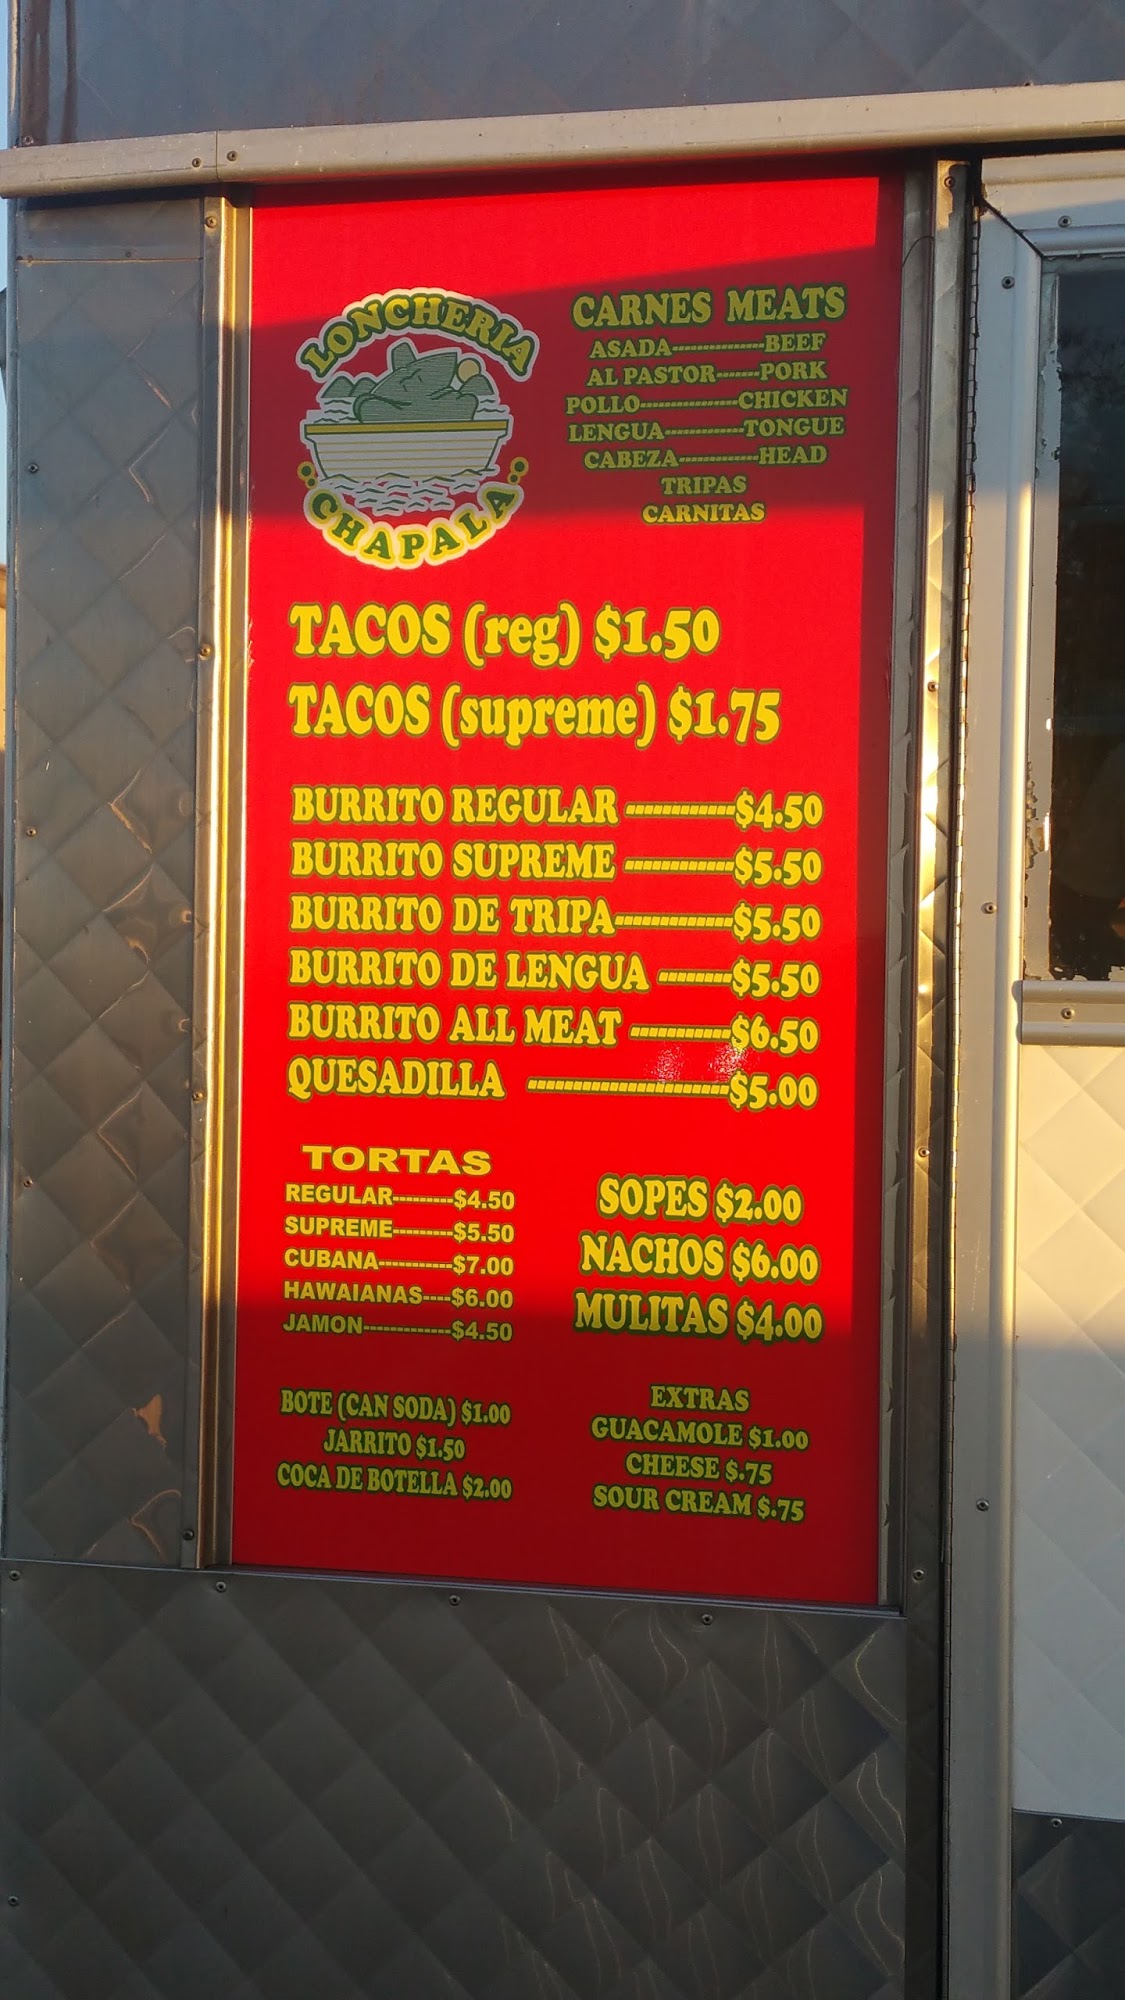 LONCHERIA
CHAPALA
CARNES MEATS
ASADA--------------BEEF
AL PASTOR-------PORK
POLLO---------------CHICKEN
LENGUA------------TONGUE
CABEZA------------HEAD
TRIPAS
CARNITAS
TACOS (reg) $1.50
TACOS (supreme) $1.75
BURRITO REGULAR ------------$4.50
BURRITO SUPREME ------------$5.50
BURRITO DE TRIPA-------------$5.50
BURRITO DE LENGUA --------$5.50
BURRITO ALL MEAT -----------$6.50
QUESADILLA ----------------------$5.00
TORTAS
REGULAR---------$4.50
SUPREME---------$5.50
CUBANA-----------$7.00
HAWAIANAS----$6.00
JAMON-------------$4.50
SOPES $2.00
NACHOS $6.00
MULITAS $4.00
BOTE (CAN SODA) $1.00
JARRITO $1.50
COCA DE BOTELLA $2.00
EXTRAS
GUACAMOLE $1.00
CHEESE $.75
SOUR CREAM $.75